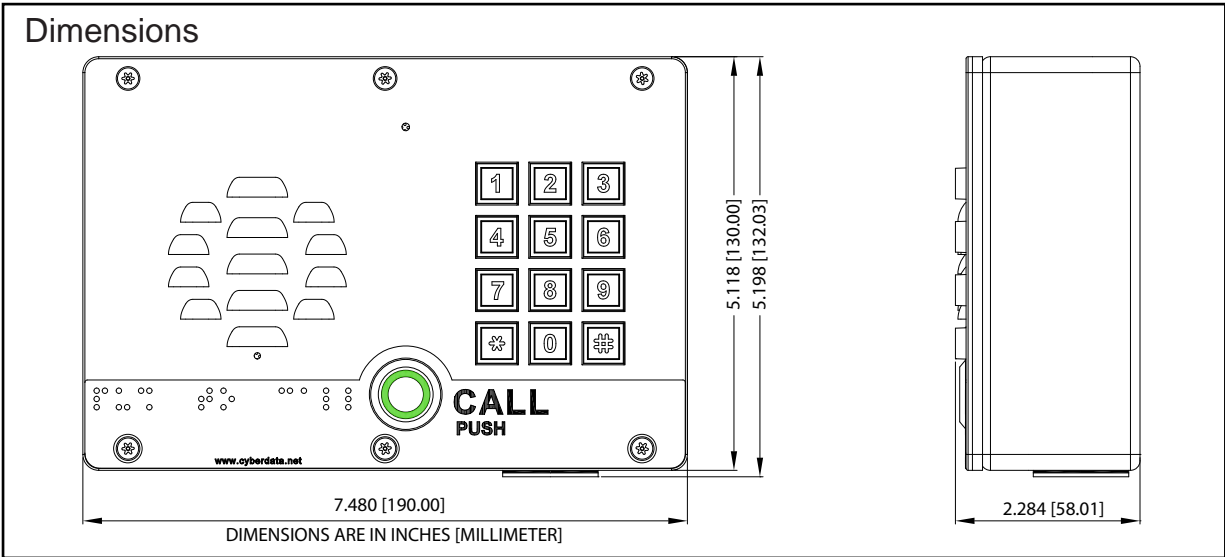 Dimensions
1 2 3
4 5 6
7 8 9
* 0 #
CALL
PUSH
www.cyberdata.net
5.118 [130.00]
5.198 [132.03]
7.480 [190.00]
DIMENSIONS ARE IN INCHES [MILLIMETER]
2.284 [58.01]